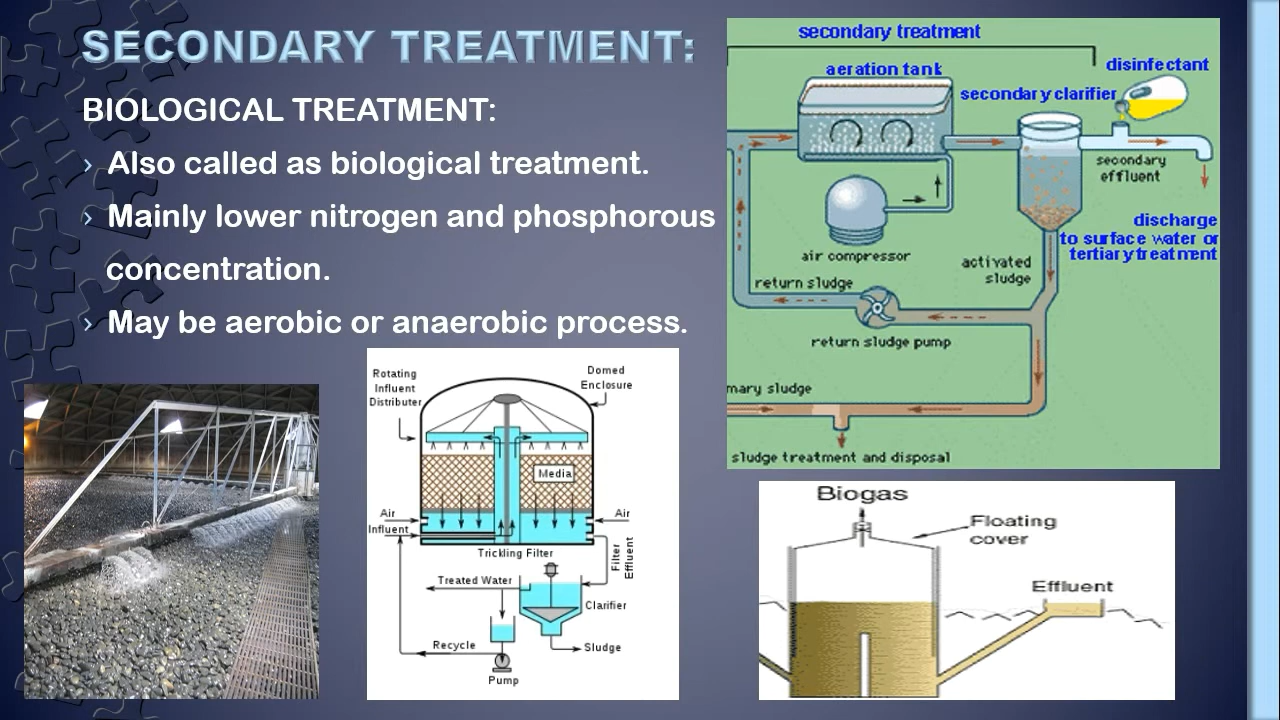 SECONDARY TREATMENT:
BIOLOGICAL TREATMENT:
› Also called as biological treatment.
› Mainly lower nitrogen and phosphorous
concentration.
› May be aerobic or anaerobic process.
secondary treatment
aeration tank
disinfectant
secondary clarifier
secondary
effluent
air compressor
discharge
to surface water or
tertiary treatment
activated
sludge
return sludge
return sludge pump
mary sludge
sludge treatment and disposal
Rotating
Influent
Distributer
Domed
Enclosure
Media
Air
Influent
Air
Trickling Filter
Filter
Effluent
Treated Water
Clarifier
Recycle
Sludge
Pump
Biogas
Floating
cover
Effluent